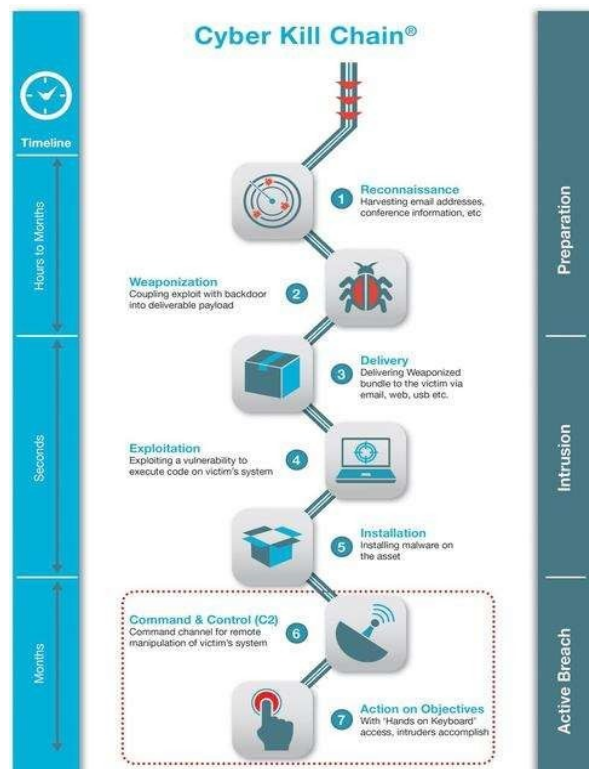 Cyber Kill Chain®
Timeline
Hours to Months
Seconds
Months
1
Reconnaissance
Harvesting email addresses,
conference information, etc
Weaponization
Coupling exploit with backdoor
into deliverable payload
2
3
Delivery
Delivering Weaponized
bundle to the victim via
email, web, usb etc.
Exploitation
Exploiting a vulnerability to
execute code on victim's system
4
5
Installation
Installing malware on
the asset
Command & Control (C2)
Command channel for remote
manipulation of victim's system
6
7
Action on Objectives
With 'Hands on Keyboard'
access, intruders accomplish
Preparation
Intrusion
Active Breach